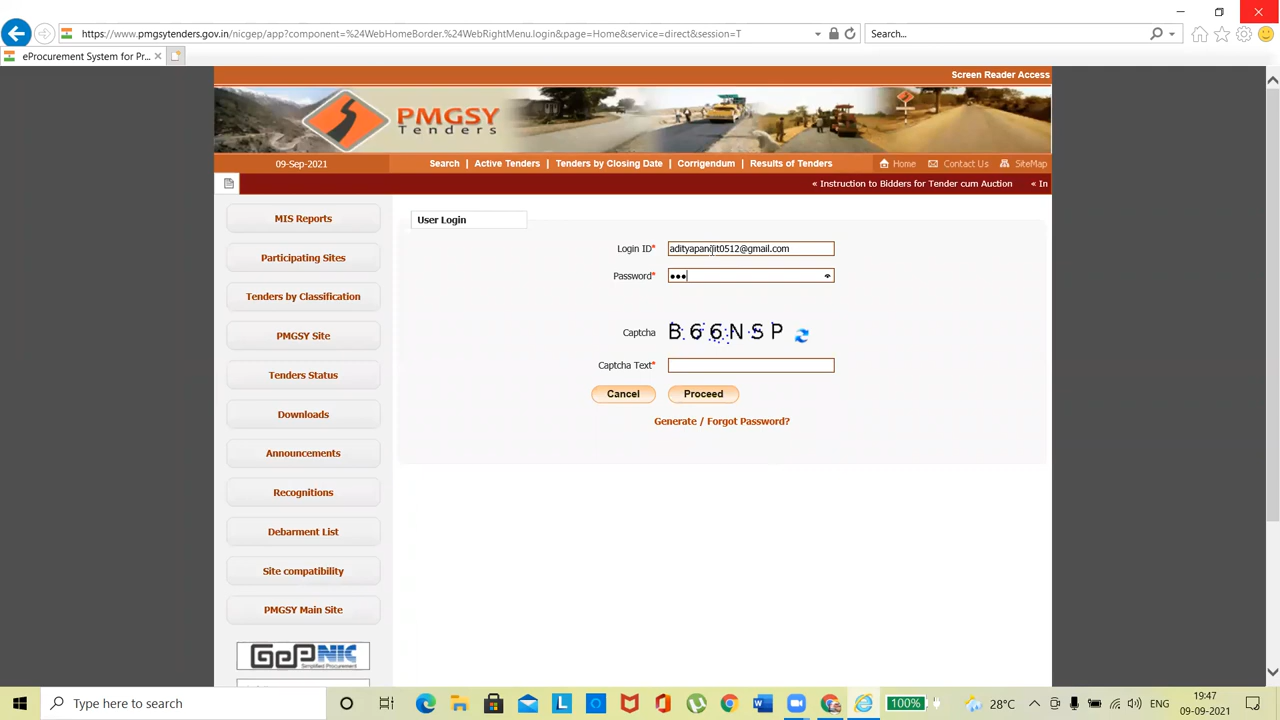 https://www.pmgsytenders.gov.in/nicgep/app?component=%24WebHomeBorder.%24WebRightMenu.login&page=Home&service=direct&session=T
Search...
eProcurement System for Pr...
Screen Reader Access
PMGSY
Tenders
09-Sep-2021
Search | Active Tenders | Tenders by Closing Date | Corrigendum | Results of Tenders
Home
Contact Us
SiteMap
« Instruction to Bidders for Tender cum Auction
« In
MIS Reports
Participating Sites
Tenders by Classification
PMGSY Site
Tenders Status
Downloads
Announcements
Recognitions
Debarment List
Site compatibility
PMGSY Main Site
GePNIC
User Login
Login ID* adityapandit0512@gmail.com
Password* ●●●
Captcha B66NSP
Captcha Text*
Cancel
Proceed
Generate / Forgot Password?
Type here to search
100%
28°C
ENG
19:47
09-09-2021